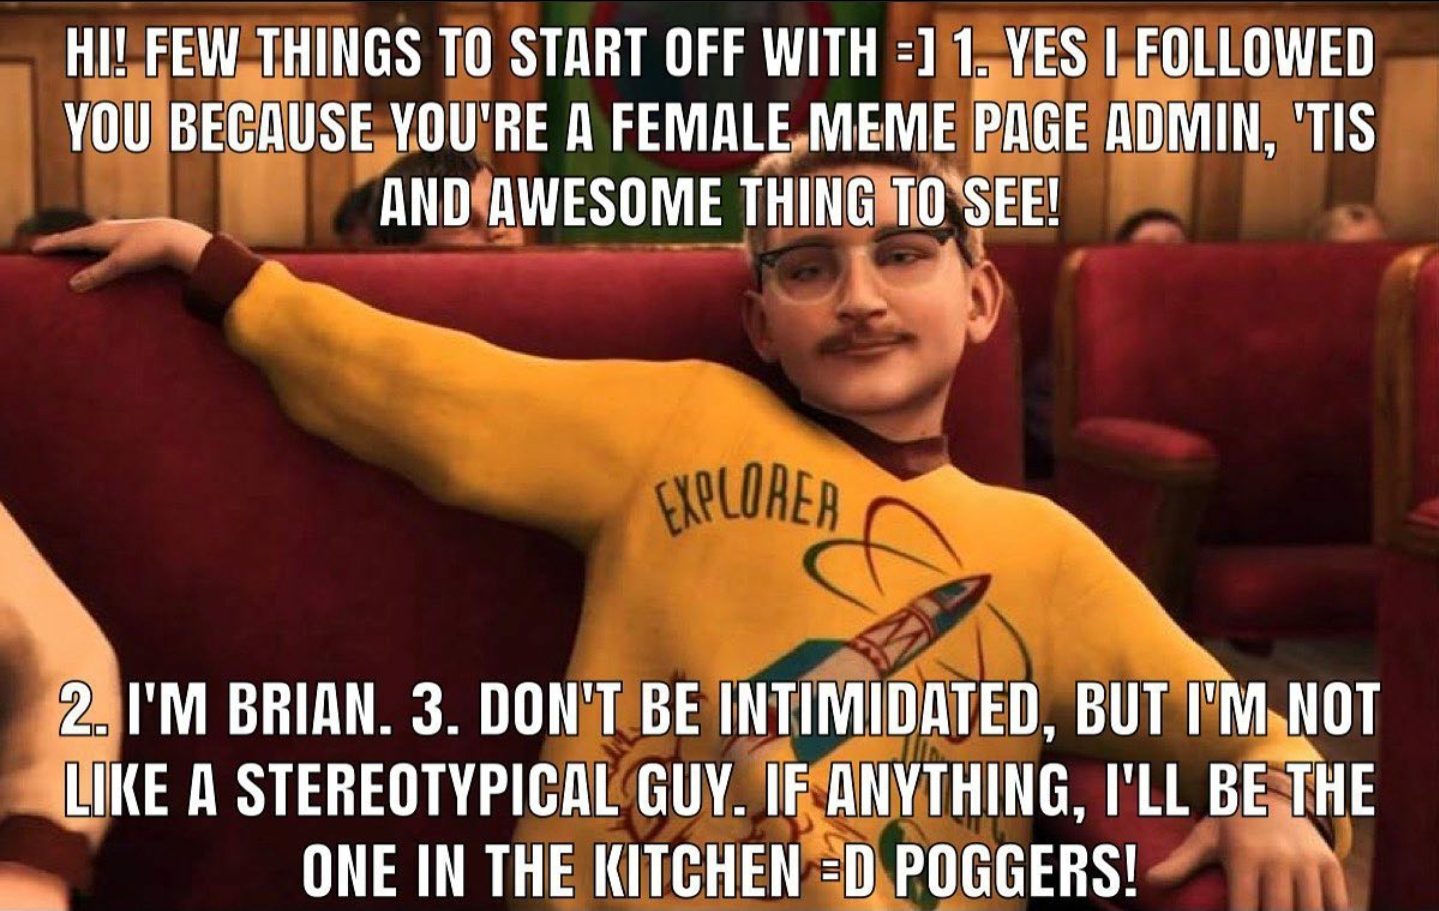 HI! FEW THINGS TO START OFF WITH =] 1. YES I FOLLOWED
YOU BECAUSE YOU'RE A FEMALE MEME PAGE ADMIN, 'TIS
AND AWESOME THING TO SEE!
EXPLORER
2. I'M BRIAN. 3. DON'T BE INTIMIDATED, BUT I'M NOT
LIKE A STEREOTYPICAL GUY. IF ANYTHING, I'LL BE THE
ONE IN THE KITCHEN =D POGGERS!